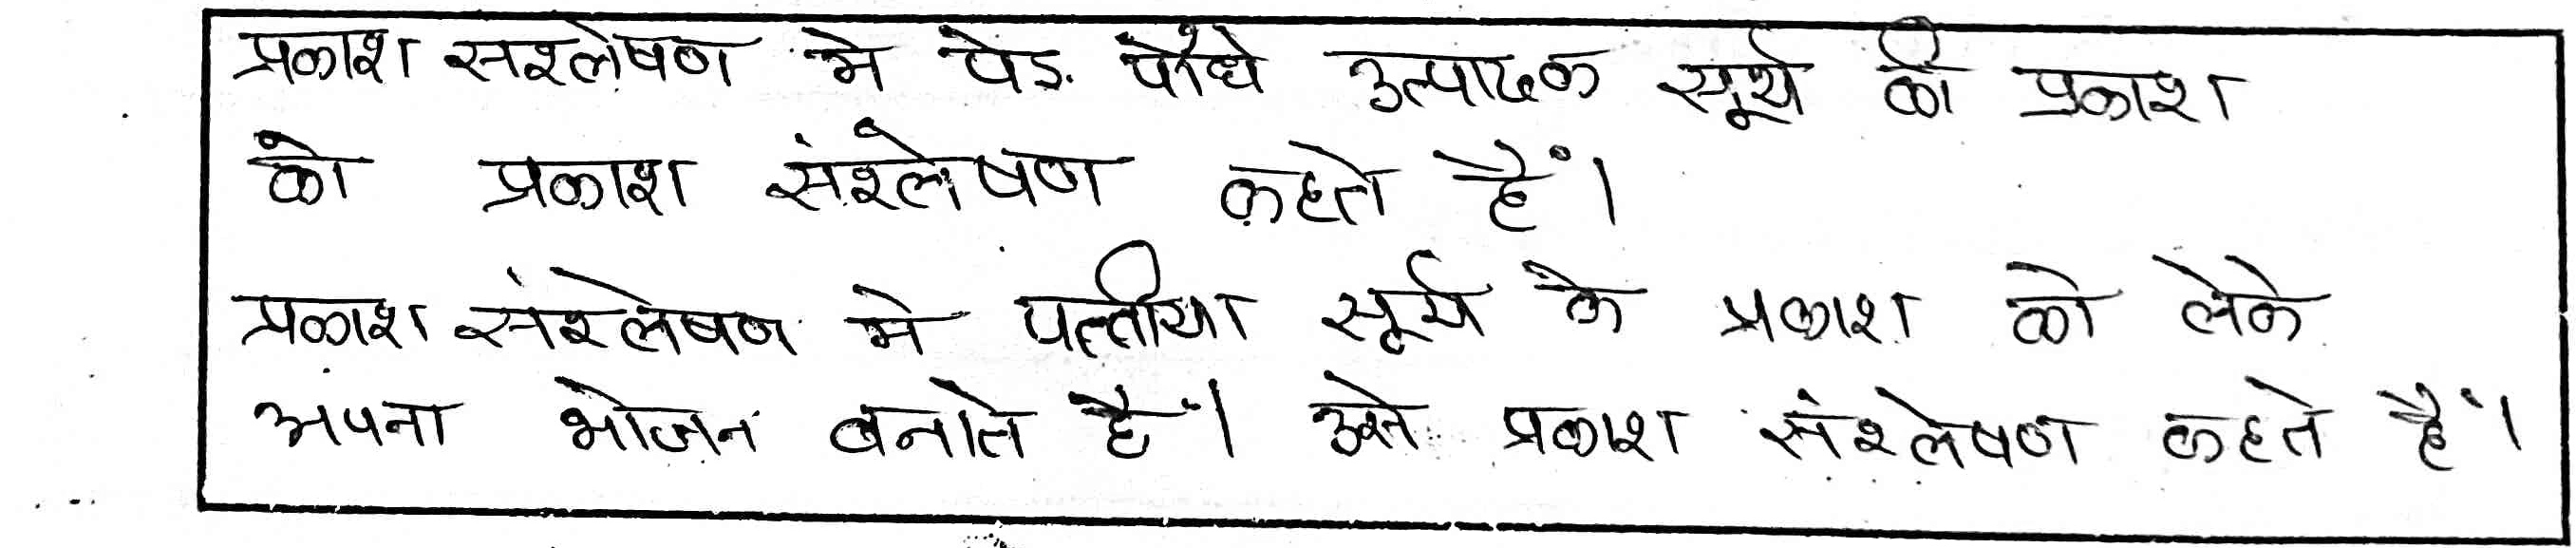 प्रकाश सश्लेषण मे पेड़ पौधे उत्पादक सूर्य की प्रकाश
को प्रकाश संश्लेषण कहते हैं।
प्रकाश संश्लेषण मे पत्तीया सूर्य के प्रकाश को लेके
अपना भोजन बनाते हैं। उसे प्रकाश संश्लेषण कहते हैं।